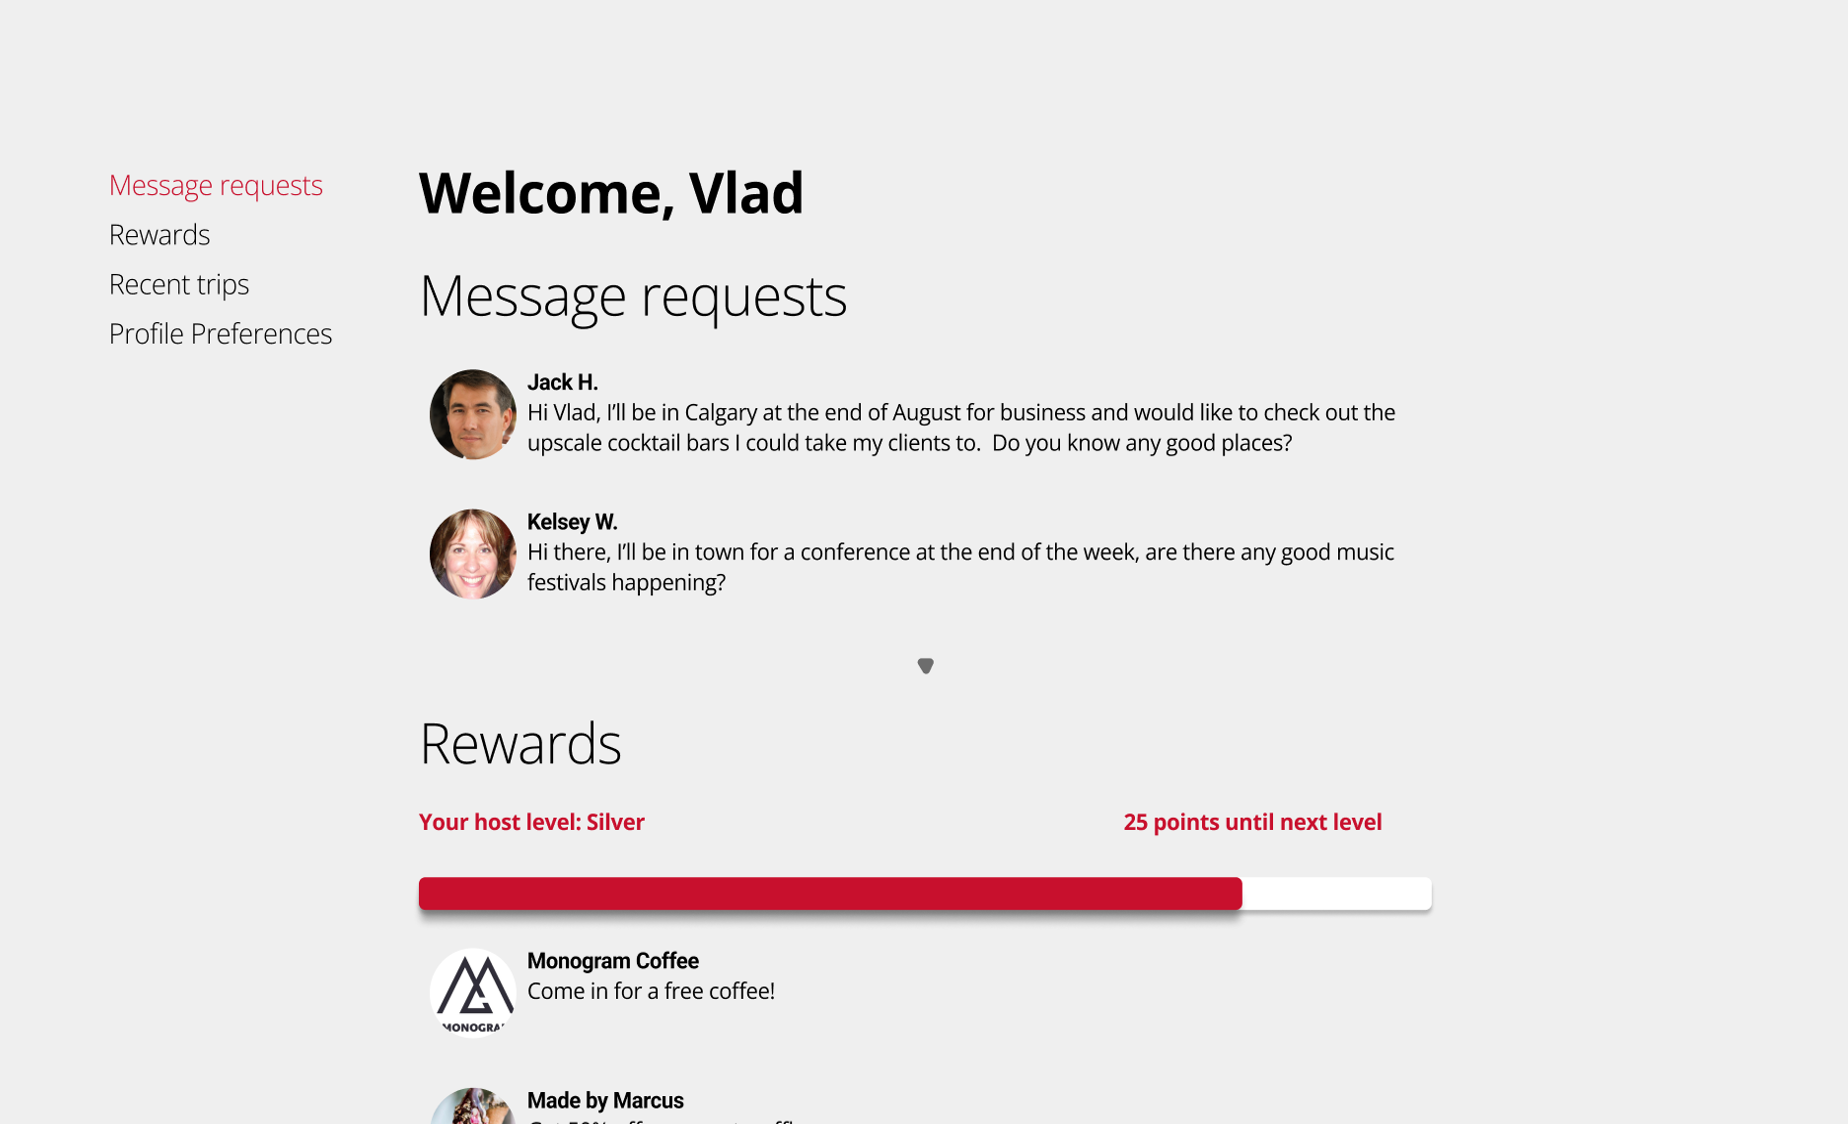 Message requests
Rewards
Recent trips
Profile Preferences
Welcome, Vlad
Message requests
Jack H.
Hi Vlad, I'll be in Calgary at the end of August for business and would like to check out the
upscale cocktail bars I could take my clients to.  Do you know any good places?
Kelsey W.
Hi there, I'll be in town for a conference at the end of the week, are there any good music
festivals happening?
Rewards
Your host level: Silver
25 points until next level
Monogram Coffee
Come in for a free coffee!
MONOGRA
Made by Marcus